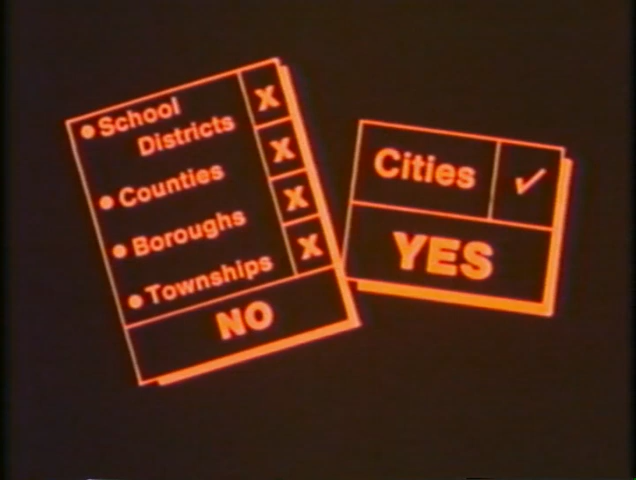 • School
Districts
X
• Counties
X
• Boroughs
X
• Townships
X
NO
Cities
✓
YES